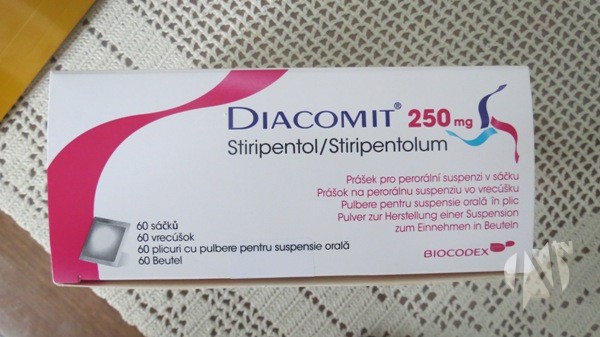 DIACOMIT® 250 mg
Stiripentol/Stiripentolum
Prášek pro perorální suspenzi v sáčku
Prášok na perorálnu suspenziu vo vrecúšku
Pulbere pentru suspensie orală în plic
Pulver zur Herstellung einer Suspension
zum Einnehmen in Beuteln
60 sáčků
60 vrecúšok
60 plicuri cu pulbere pentru suspensie orală
60 Beutel
BIOCODEX